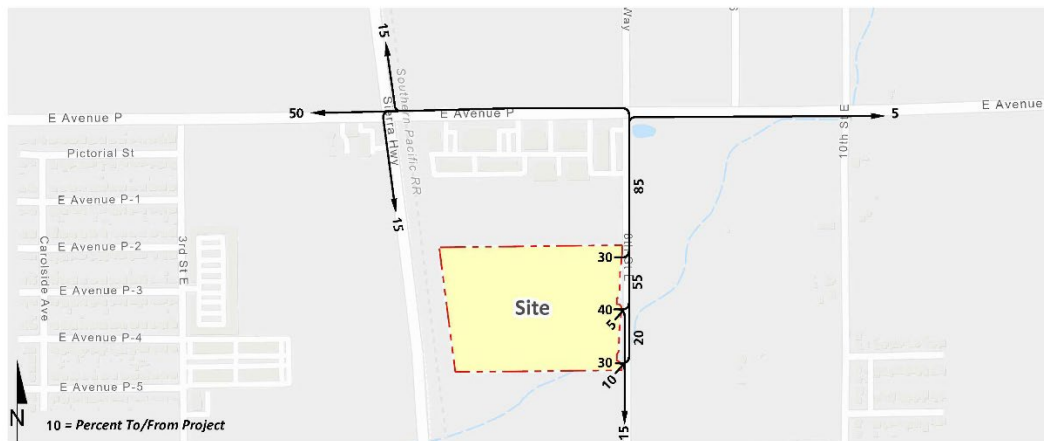 Way
15
50
E Avenue P
E Avenue P
5
E Avenue
Sierra Hwy
Southern Pacific RR
10th St E
Pictorial St
E Avenue P-1
E Avenue P-2
E Avenue P-3
E Avenue P-4
E Avenue P-5
Carolside Ave
3rd St E
15
85
30
55
Site
40
5
20
30
10
15
N
10 = Percent To/From Project